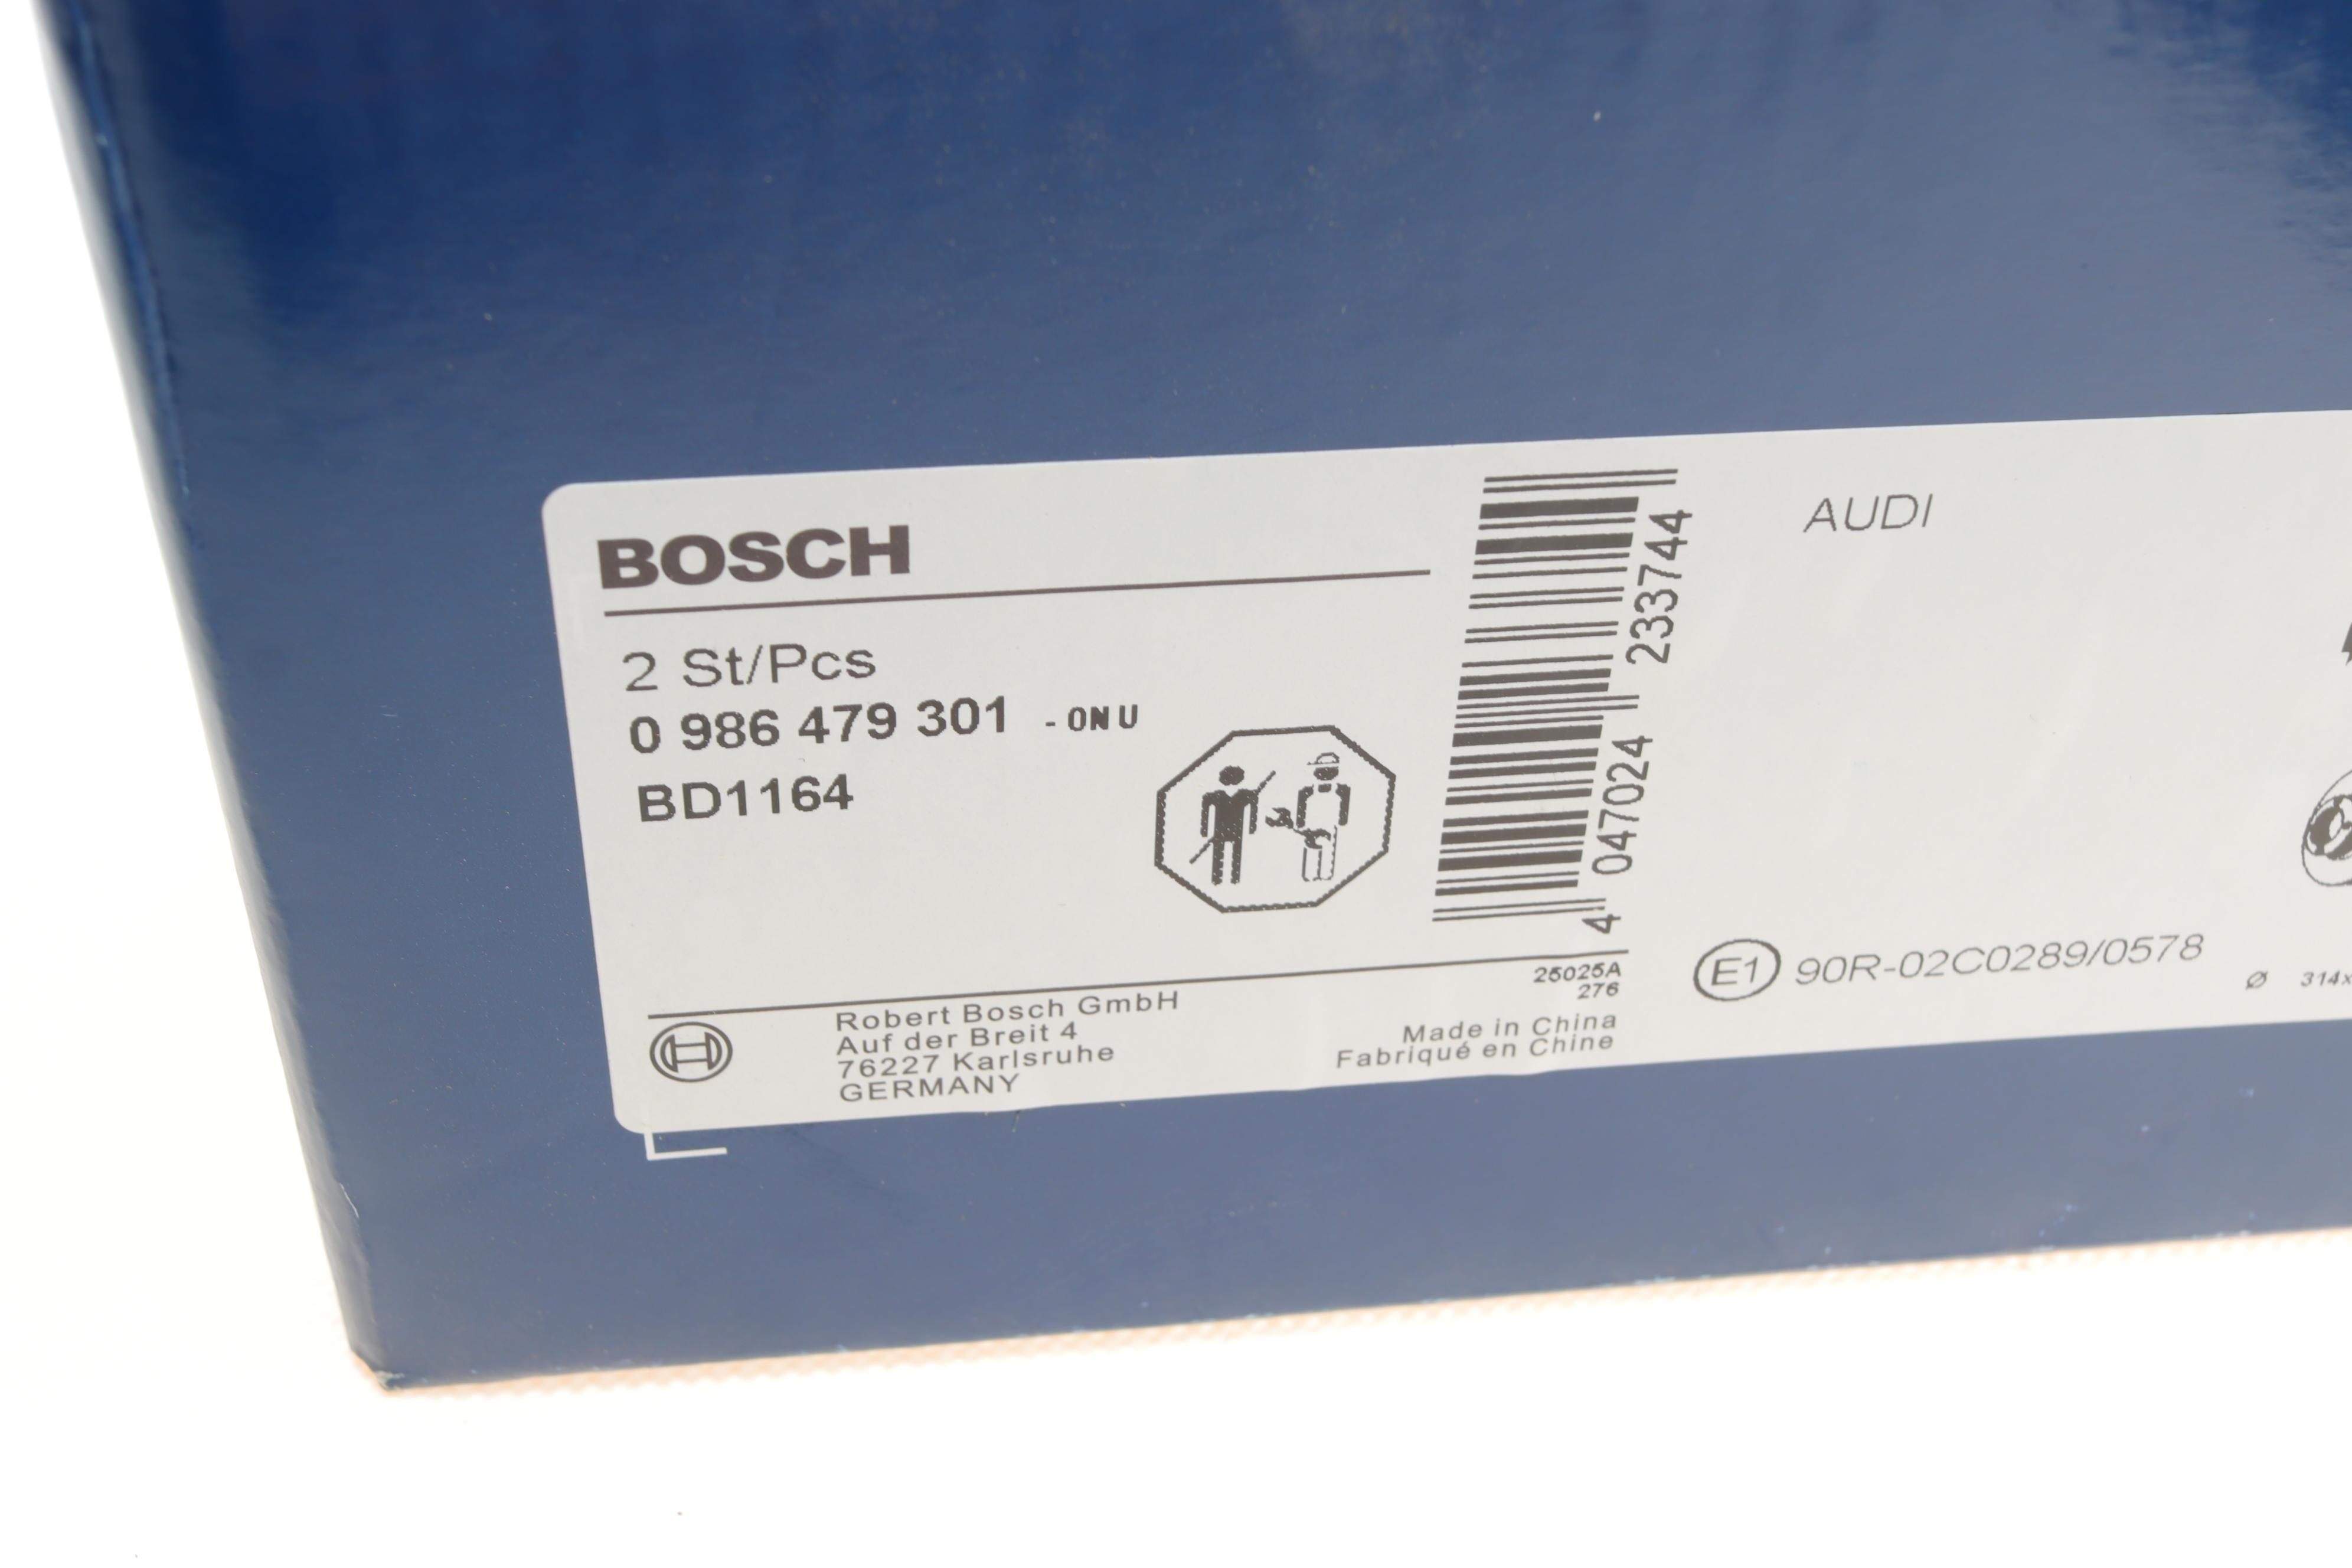 BOSCH
2 St/Pcs
0 986 479 301 - 0NU
BD1164
4 047024 233744
25025A
276
Robert Bosch GmbH
Auf der Breit 4
76227 Karlsruhe
GERMANY
Made in China
Fabriqué en Chine
AUDI
E1 90R-02C0289/0578
Ø 314x